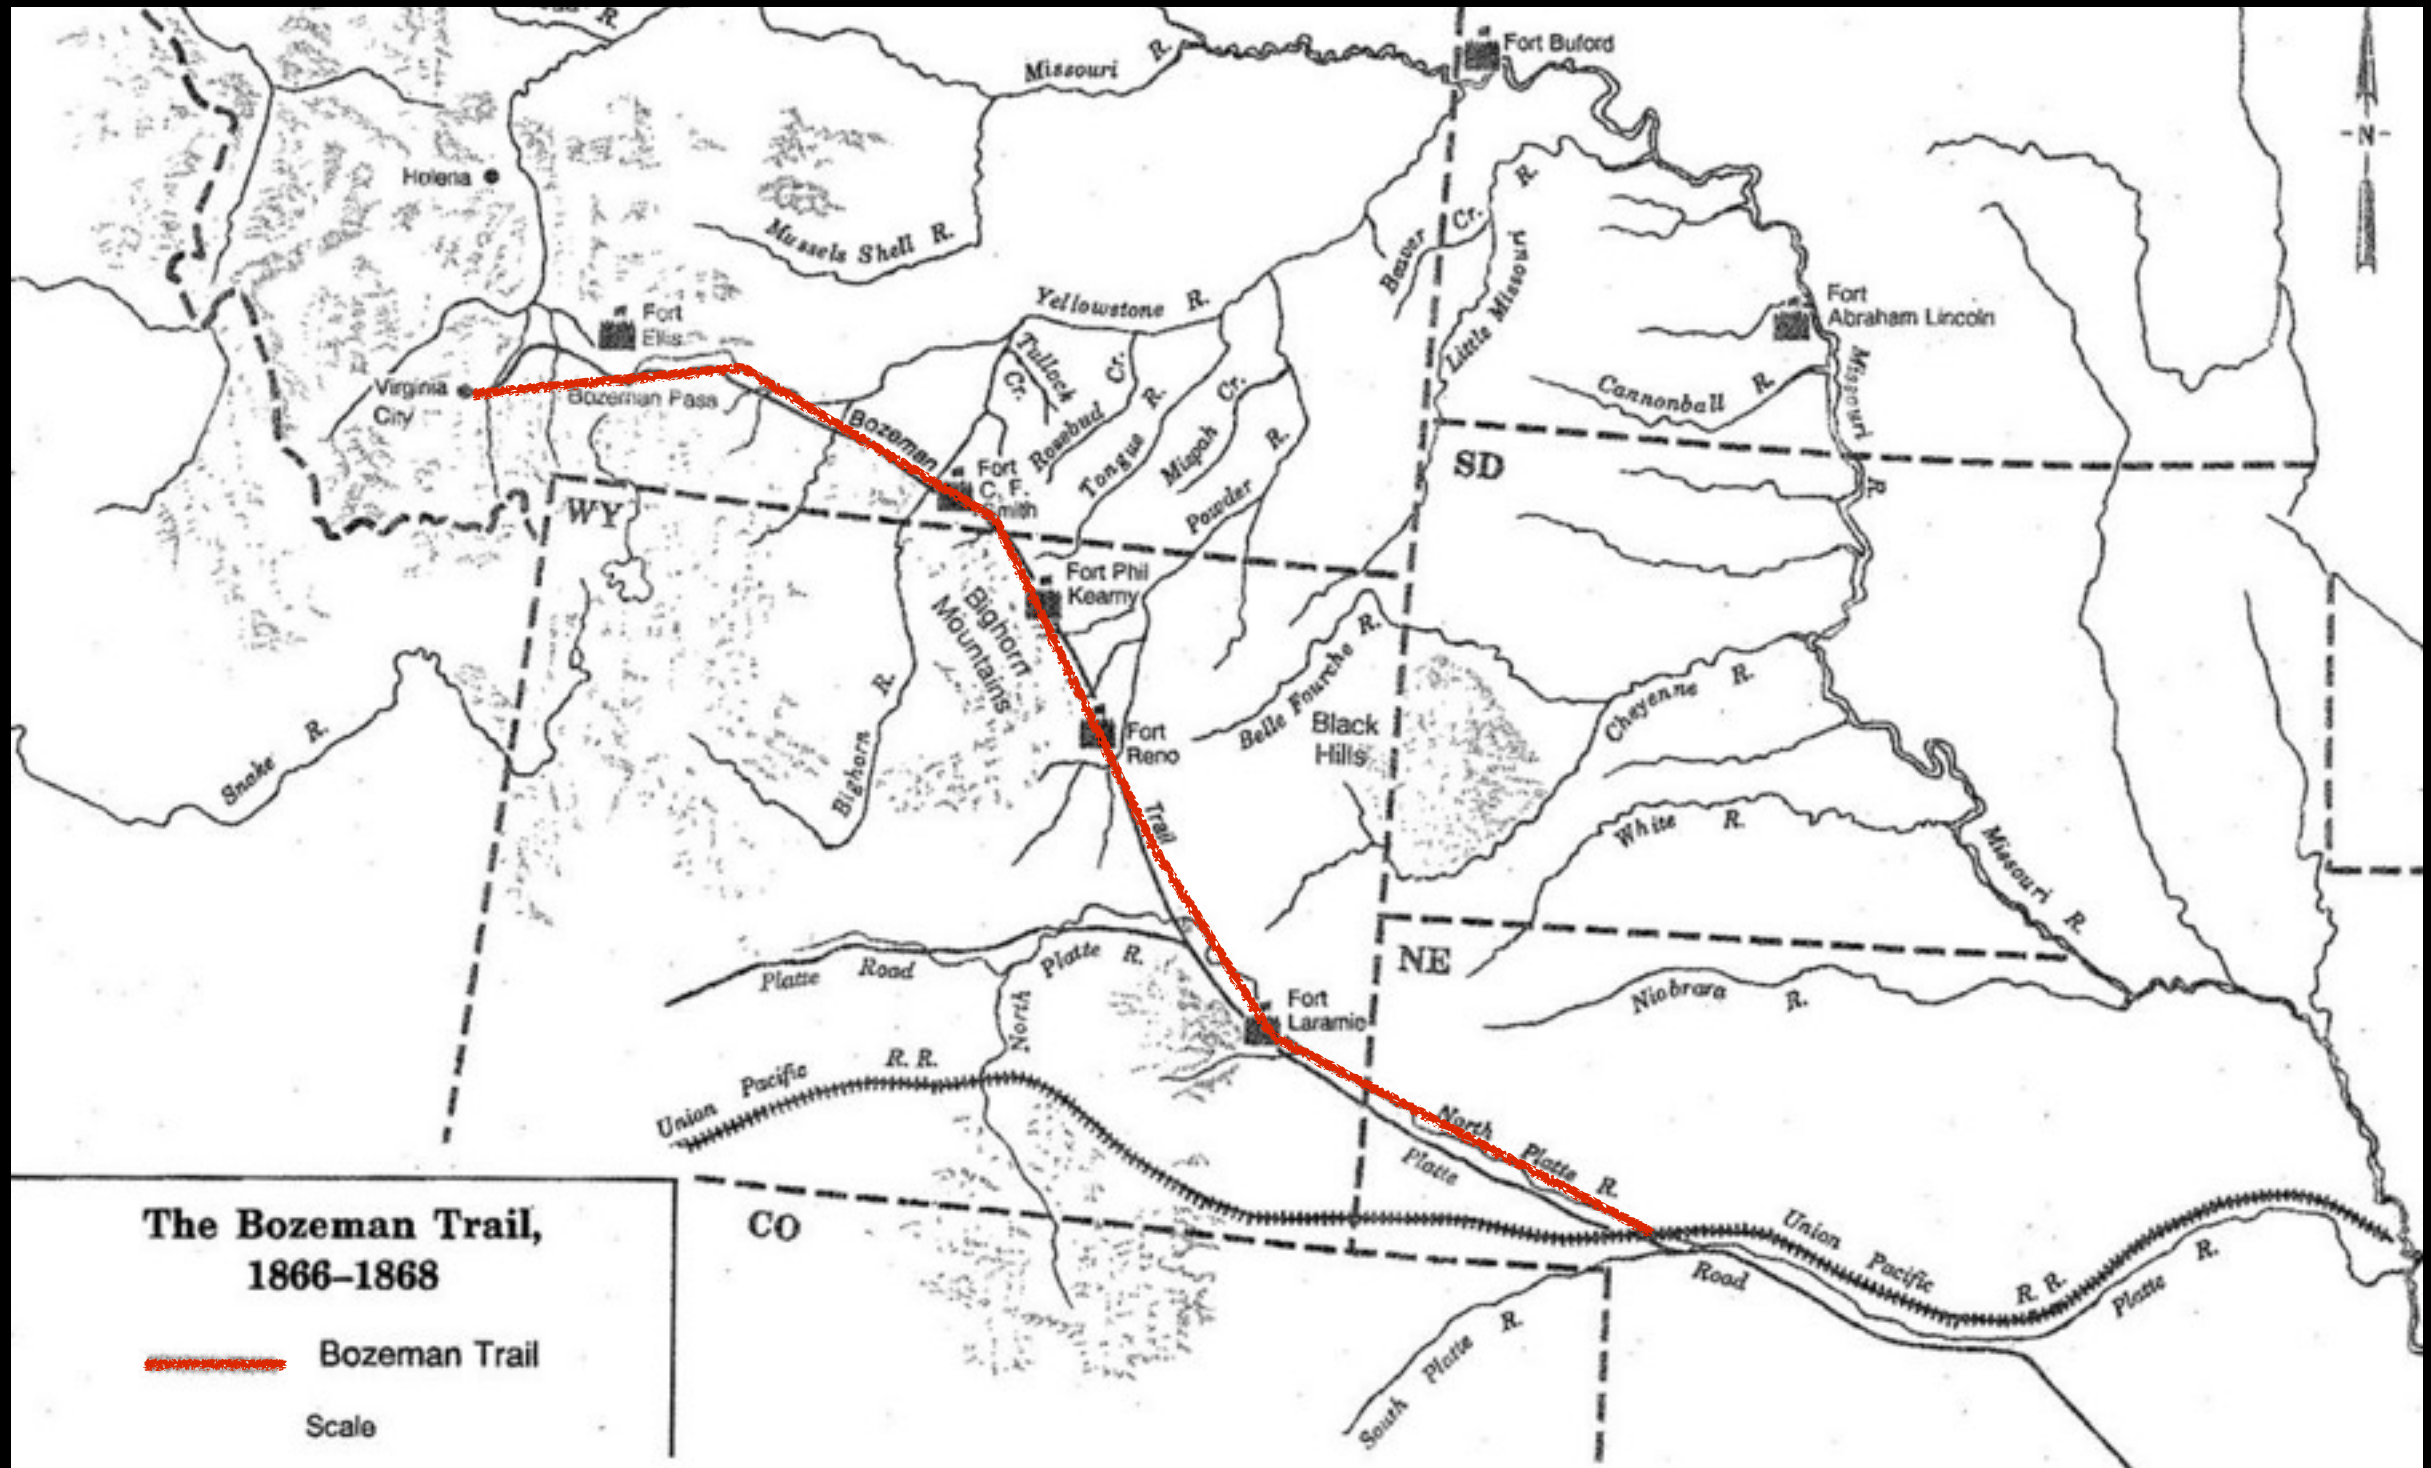 R.
Missouri R.
Fort Buford
N
Helena
Mussels Shell R.
R.
Beaver Cr.
Little Missouri
Fort
Abraham Lincoln
Fort
Ellis
Yellowstone R.
Tullock
Cr.
Rosebud Cr.
Tongue R.
Mizpah Cr.
Powder R.
Cannonball R.
Missouri
R.
Virginia
City
Bozeman Pass
Bozeman
Fort
C. F.
Smith
SD
WY
Fort Phil
Kearny
Bighorn
Mountains
Bighorn R.
Fort
Reno
Belle Fourche R.
Black
Hills
Cheyenne R.
Snake R.
Trail
White R.
Missouri R.
Platte Road
North Platte R.
NE
Niobrara R.
Fort
Laramie
Union Pacific R. R.
North Platte R.
Platte
Road
Union Pacific R. R.
Platte R.
South Platte R.
CO
The Bozeman Trail,
1866–1868
Bozeman Trail
Scale